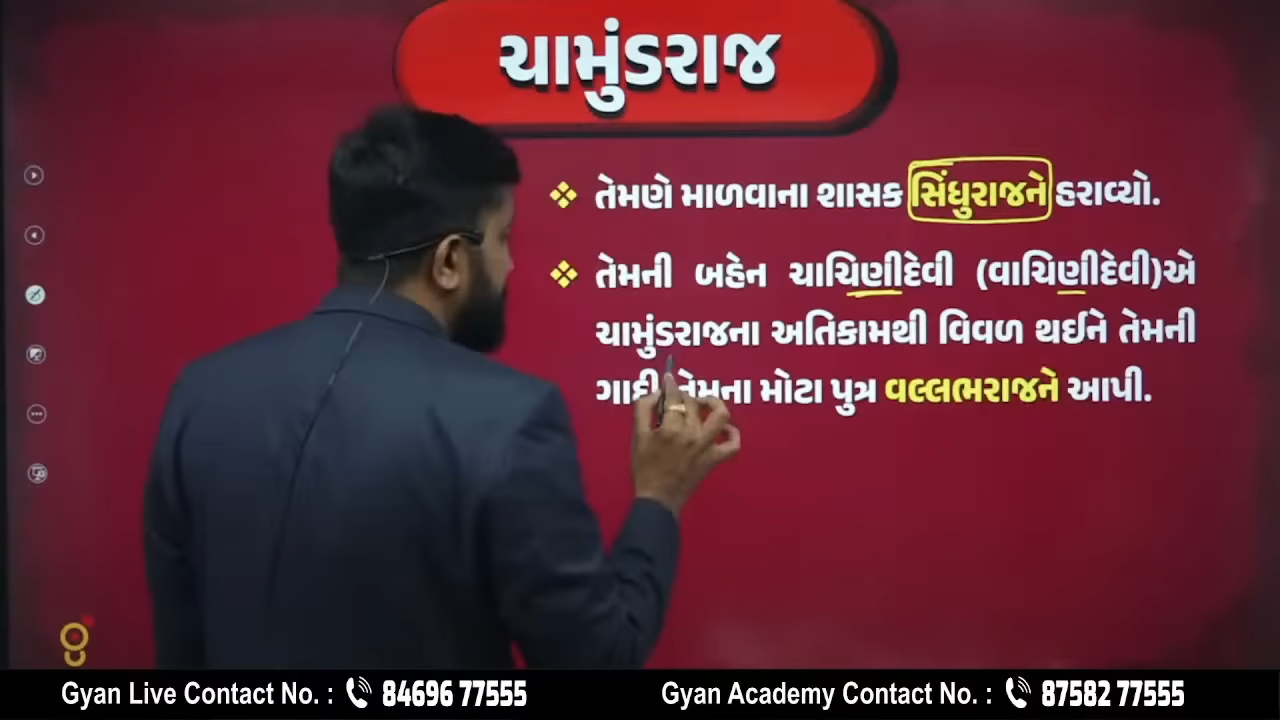 ચામુંડરાજ
❖ તેમણે માળવાના શાસક સિંધુરાજને હરાવ્યો.
❖ તેમની બહેન ચાચિણીદેવી (વાચિણીદેવી)એ
ચામુંડરાજના અતિકામથી વિવળ થઈને તેમની
ગાદી તેમના મોટા પુત્ર વલ્લભરાજને આપી.
Gyan Live Contact No. : 84696 77555
Gyan Academy Contact No. : 87582 77555